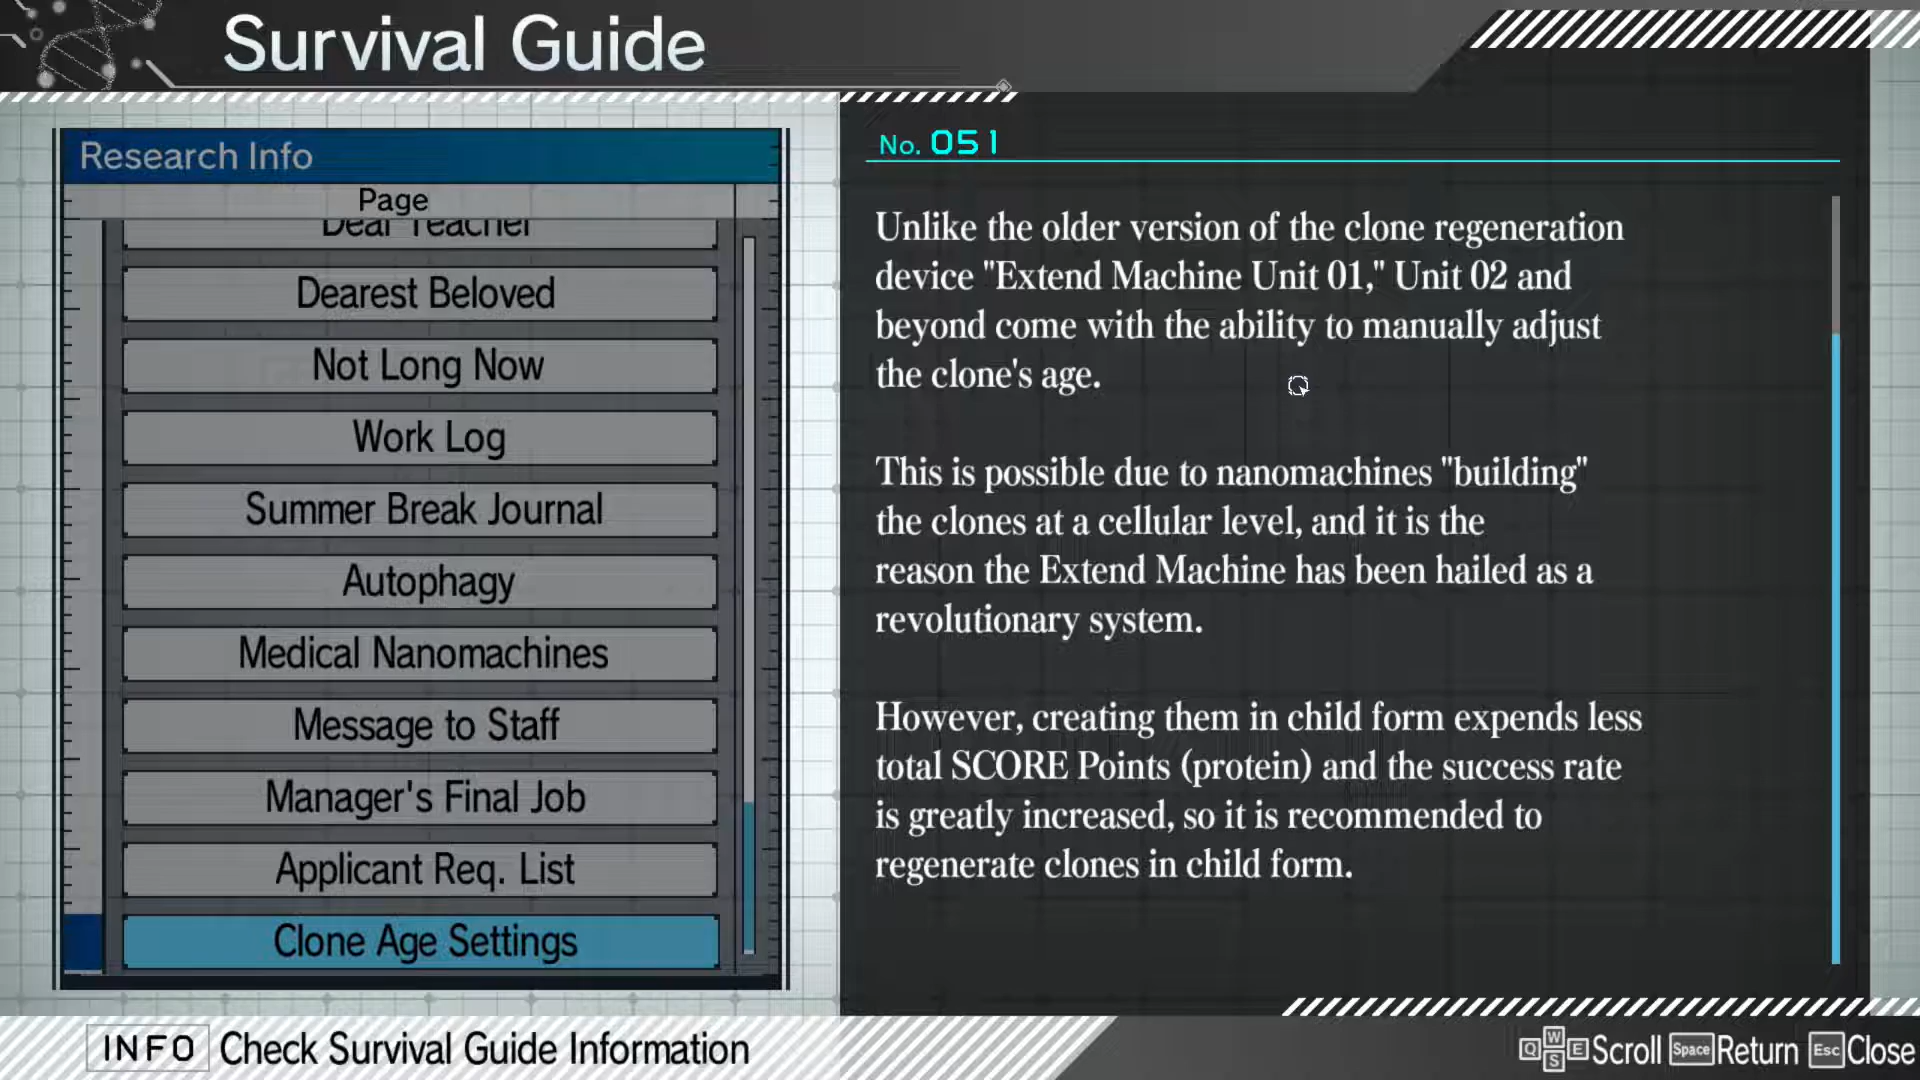 Survival Guide
Research Info
Page
Dear Teacher
Dearest Beloved
Not Long Now
Work Log
Summer Break Journal
Autophagy
Medical Nanomachines
Message to Staff
Manager's Final Job
Applicant Req. List
Clone Age Settings
No. 051
Unlike the older version of the clone regeneration
device "Extend Machine Unit 01," Unit 02 and
beyond come with the ability to manually adjust
the clone's age.
This is possible due to nanomachines "building"
the clones at a cellular level, and it is the
reason the Extend Machine has been hailed as a
revolutionary system.
However, creating them in child form expends less
total SCORE Points (protein) and the success rate
is greatly increased, so it is recommended to
regenerate clones in child form.
INFO Check Survival Guide Information
Q W S E Scroll Space Return Esc Close